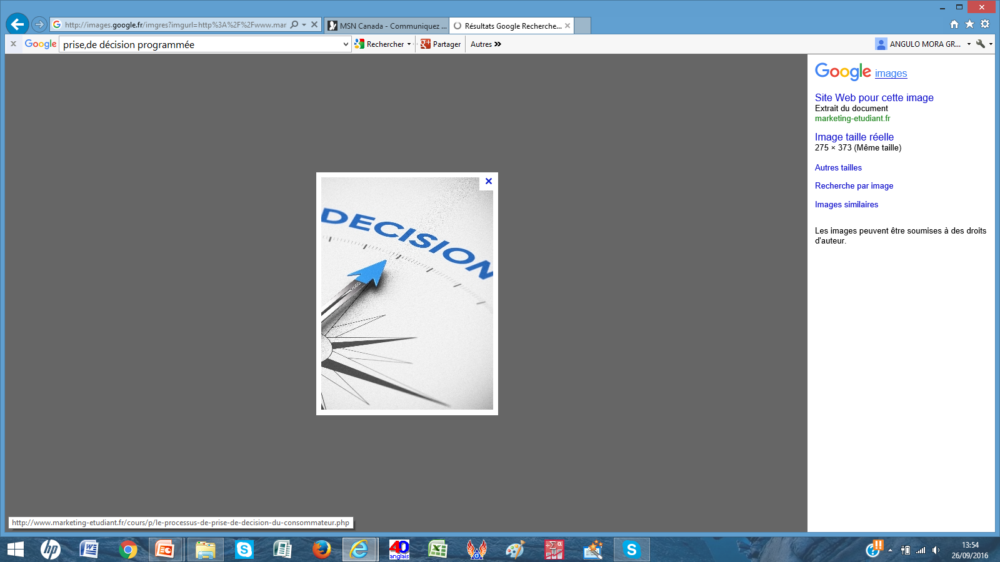 http://images.google.fr/imgres?imgurl=http%3A%2F%2Fwww.mar
MSN Canada - Communiquez ...
Résultats Google Recherche...
x Google prise,de décision programmée Rechercher Partager Autres ANGULO MORA GR...
Google images
Site Web pour cette image
Extrait du document
marketing-etudiant.fr
Image taille réelle
275 × 373 (Même taille)
Autres tailles
Recherche par image
Images similaires
Les images peuvent être soumises à des droits
d'auteur.
DECISION
http://www.marketing-etudiant.fr/cours/p/le-processus-de-prise-de-decision-du-consommateur.php
40
anglais
13:54
26/09/2016